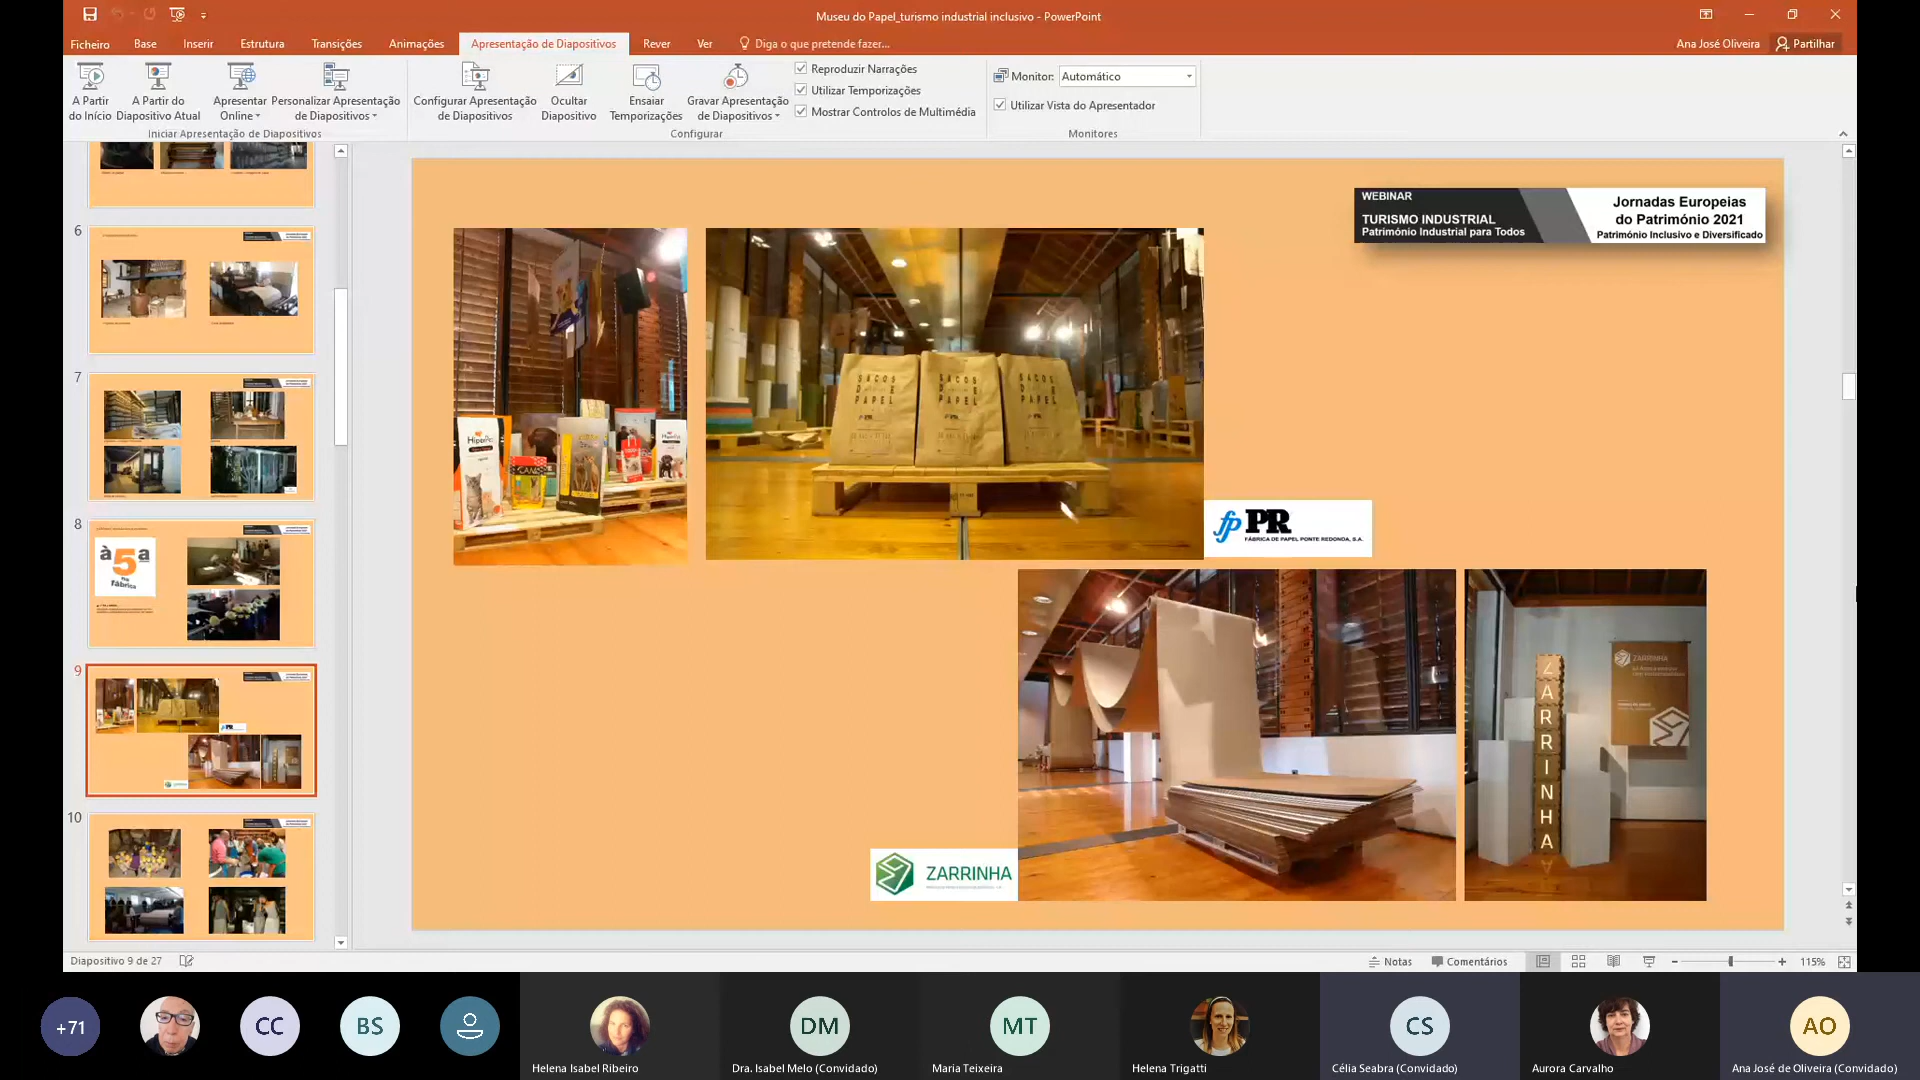 Museu do Papel_turismo industrial inclusivo - PowerPoint
Ficheiro
Base
Inserir
Estrutura
Transições
Animações
Apresentação de Diapositivos
Rever
Ver
Diga o que pretende fazer...
Ana José Oliveira
Partilhar
A Partir
do Início
A Partir do
Diapositivo Atual
Apresentar
Online
Personalizar Apresentação
de Diapositivos
Iniciar Apresentação de Diapositivos
Configurar Apresentação
de Diapositivos
Ocultar
Diapositivo
Ensaiar
Temporizações
Gravar Apresentação
de Diapositivos
Reproduzir Narrações
Utilizar Temporizações
Mostrar Controlos de Multimédia
Configurar
Monitor:
Automático
Utilizar Vista do Apresentador
Monitores
6
7
8
à5a
na
fábrica
9
10
WEBINAR
TURISMO INDUSTRIAL
Património Industrial para Todos
Jornadas Europeias
do Património 2021
Património Inclusivo e Diversificado
SACOS
DE
PAPEL
SACOS
DE
PAPEL
SACOS
DE
PAPEL
fp PR
FÁBRICA DE PAPEL PONTE REDONDA, S.A.
ZARRINHA
ZARRINHA
ZARRINHA
Diapositivo 9 de 27
Notas
Comentários
115%
+71
CC
BS
Helena Isabel Ribeiro
DM
Dra. Isabel Melo (Convidado)
MT
Maria Teixeira
Helena Trigatti
CS
Célia Seabra (Convidado)
Aurora Carvalho
AO
Ana José de Oliveira (Convidado)